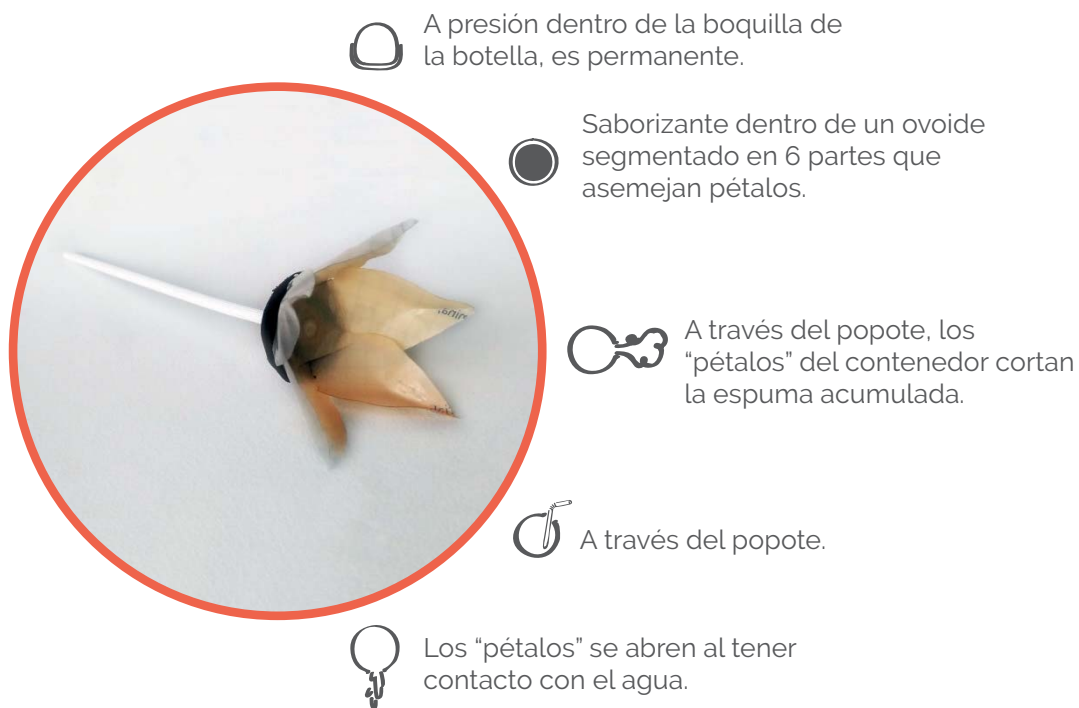 A presión dentro de la boquilla de
la botella, es permanente.
Saborizante dentro de un ovoide
segmentado en 6 partes que
asemejan pétalos.
A través del popote, los
“pétalos” del contenedor cortan
la espuma acumulada.
A través del popote.
Los “pétalos” se abren al tener
contacto con el agua.